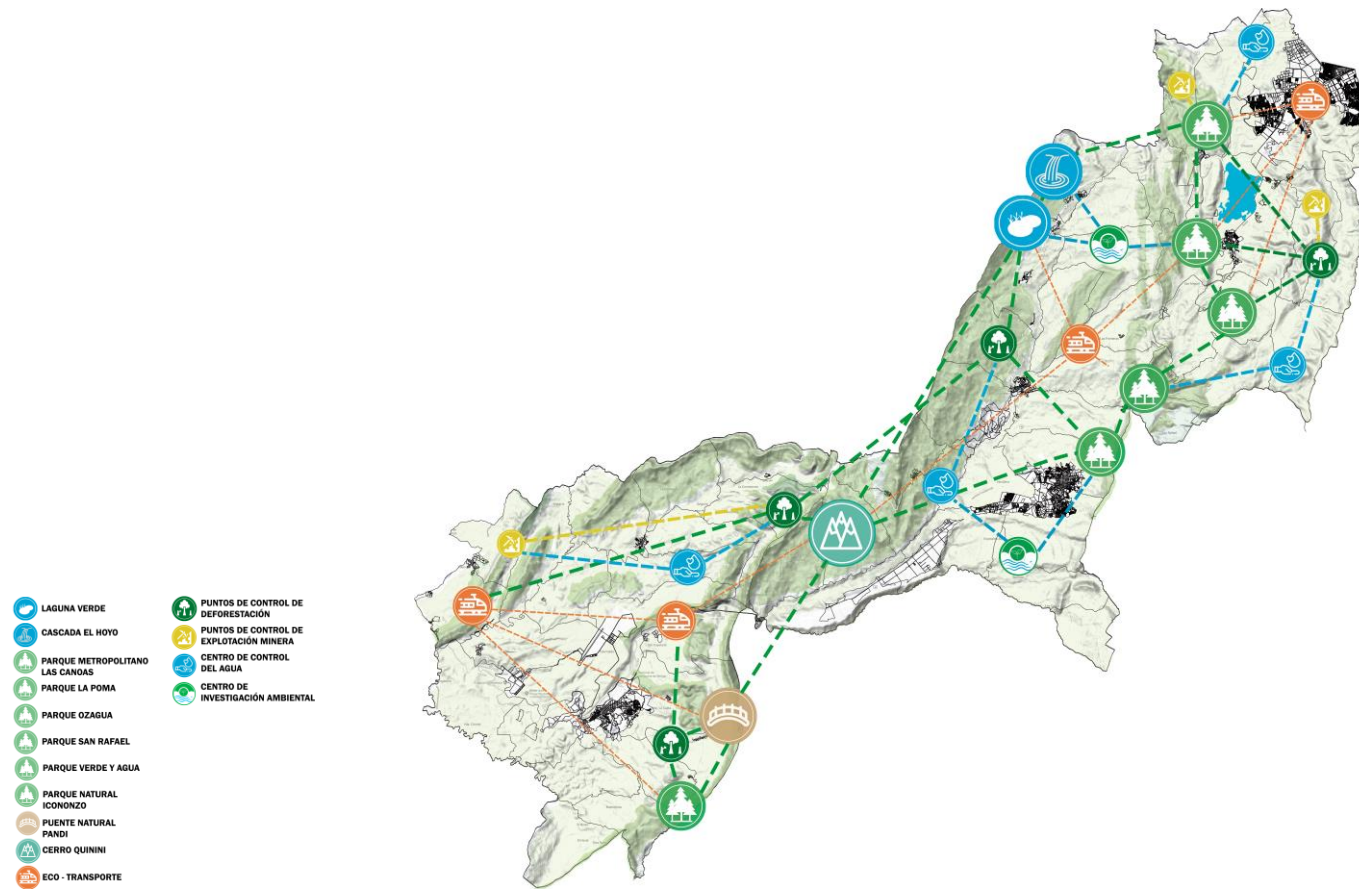 LAGUNA VERDE
CASCADA EL HOYO
PARQUE METROPOLITANO
LAS CANOAS
PARQUE LA POMA
PARQUE OZAGUA
PARQUE SAN RAFAEL
PARQUE VERDE Y AGUA
PARQUE NATURAL
ICONONZO
PUENTE NATURAL
PANDI
CERRO QUININI
ECO - TRANSPORTE
PUNTOS DE CONTROL DE
DEFORESTACIÓN
PUNTOS DE CONTROL DE
EXPLOTACIÓN MINERA
CENTRO DE CONTROL
DEL AGUA
CENTRO DE
INVESTIGACIÓN AMBIENTAL